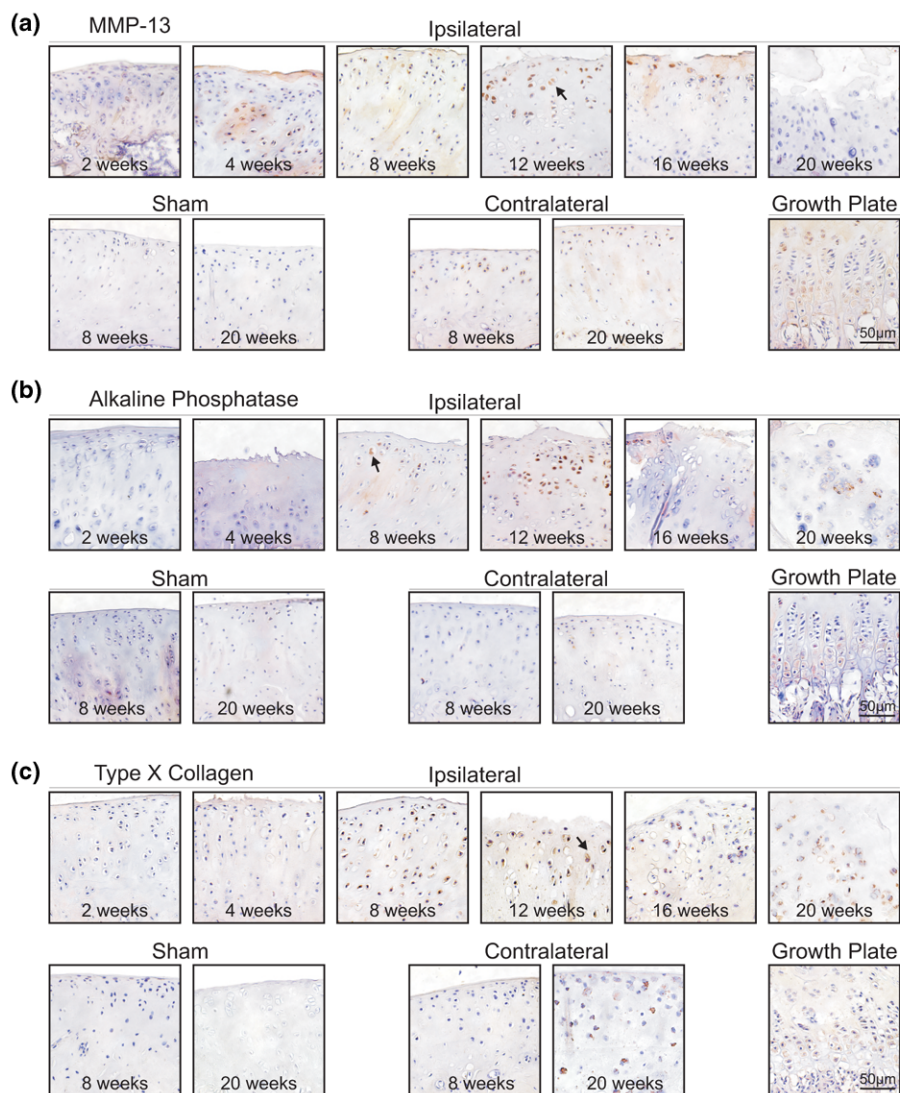 (a) MMP-13 Ipsilateral
2 weeks 4 weeks 8 weeks 12 weeks 16 weeks 20 weeks
Sham Contralateral Growth Plate
8 weeks 20 weeks 8 weeks 20 weeks 50µm
(b) Alkaline Phosphatase Ipsilateral
2 weeks 4 weeks 8 weeks 12 weeks 16 weeks 20 weeks
Sham Contralateral Growth Plate
8 weeks 20 weeks 8 weeks 20 weeks 50µm
(c) Type X Collagen Ipsilateral
2 weeks 4 weeks 8 weeks 12 weeks 16 weeks 20 weeks
Sham Contralateral Growth Plate
8 weeks 20 weeks 8 weeks 20 weeks 50µm